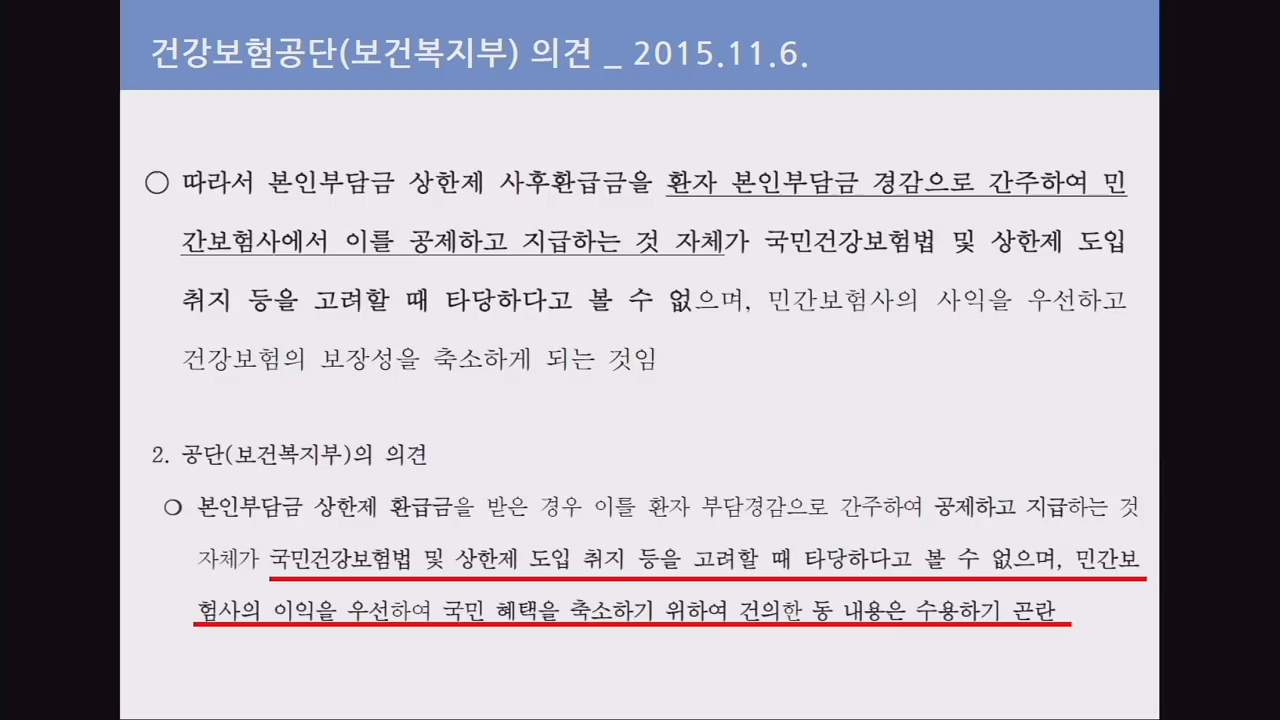 건강보험공단(보건복지부) 의견 _ 2015.11.6.
○ 따라서 본인부담금 상한제 사후환급금을 환자 본인부담금 경감으로 간주하여 민
간보험사에서 이를 공제하고 지급하는 것 자체가 국민건강보험법 및 상한제 도입
취지 등을 고려할 때 타당하다고 볼 수 없으며, 민간보험사의 사익을 우선하고
건강보험의 보장성을 축소하게 되는 것임
2. 공단(보건복지부)의 의견
○ 본인부담금 상한제 환급금을 받은 경우 이를 환자 부담경감으로 간주하여 공제하고 지급하는 것
자체가 국민건강보험법 및 상한제 도입 취지 등을 고려할 때 타당하다고 볼 수 없으며, 민간보
험사의 이익을 우선하여 국민 혜택을 축소하기 위하여 건의한 동 내용은 수용하기 곤란